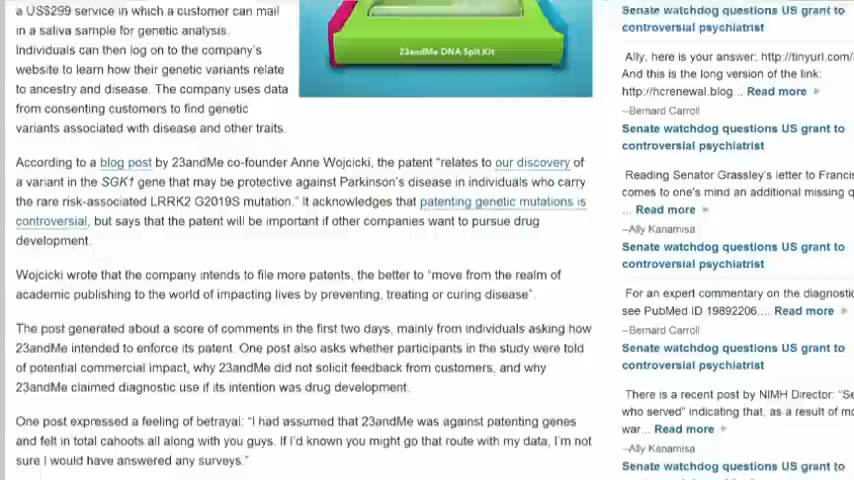 a US$299 service in which a customer can mail
in a saliva sample for genetic analysis.
Individuals can then log on to the company's
website to learn how their genetic variants relate
to ancestry and disease. The company uses data
from consenting customers to find genetic
variants associated with disease and other traits.
23andMe DNA Spit Kit
According to a blog post by 23andMe co-founder Anne Wojcicki, the patent “relates to our discovery of
a variant in the SGK1 gene that may be protective against Parkinson's disease in individuals who carry
the rare risk-associated LRRK2 G2019S mutation.” It acknowledges that patenting genetic mutations is
controversial, but says that the patent will be important if other companies want to pursue drug
development.
Wojcicki wrote that the company intends to file more patents, the better to “move from the realm of
academic publishing to the world of impacting lives by preventing, treating or curing disease”.
The post generated about a score of comments in the first two days, mainly from individuals asking how
23andMe intended to enforce its patent. One post also asks whether participants in the study were told
of potential commercial impact, why 23andMe did not solicit feedback from customers, and why
23andMe claimed diagnostic use if its intention was drug development.
One post expressed a feeling of betrayal: “I had assumed that 23andMe was against patenting genes
and felt in total cahoots all along with you guys. If I'd known you might go that route with my data, I'm not
sure I would have answered any surveys.”
Senate watchdog questions US grant to
controversial psychiatrist
Ally, here is your answer: http://tinyurl.com/
And this is the long version of the link:
http://hcrenewal.blog... Read more
--Bernard Carroll
Senate watchdog questions US grant to
controversial psychiatrist
Reading Senator Grassley's letter to Francis
comes to one's mind an additional missing q
... Read more
--Ally Kanamisa
Senate watchdog questions US grant to
controversial psychiatrist
For an expert commentary on the diagnostic
see PubMed ID 19892206.... Read more
--Bernard Carroll
Senate watchdog questions US grant to
controversial psychiatrist
There is a recent post by NIMH Director: “Se
who served” indicating that, as a result of mo
war... Read more
--Ally Kanamisa
Senate watchdog questions US grant to